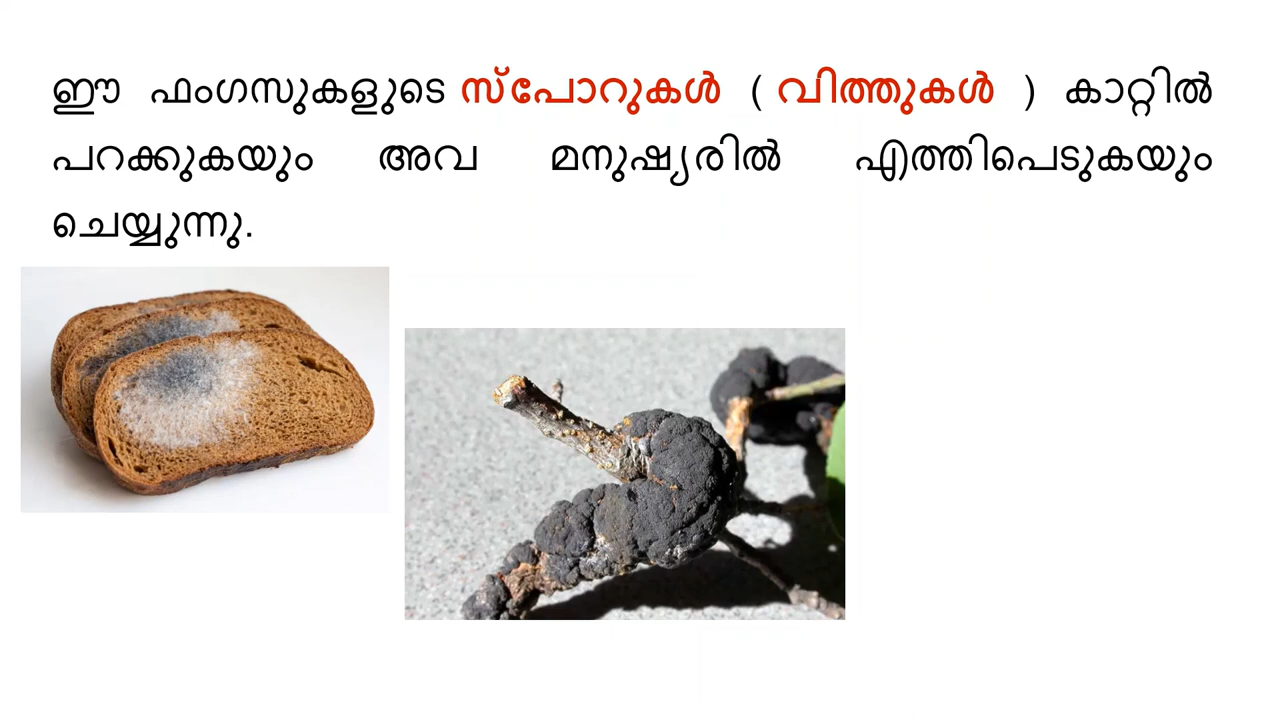 ഈ ഫംഗസുകളുടെ സ്പോറുകൾ ( വിത്തുകൾ ) കാറ്റിൽ
പറക്കുകയും അവ മനുഷ്യരിൽ എത്തിപെടുകയും
ചെയ്യുന്നു.